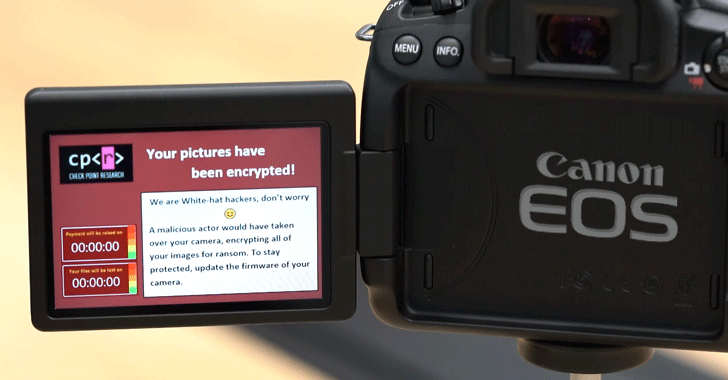 OFF
MENU
INFO.
cp<r>
CHECK POINT RESEARCH
Your pictures have
been encrypted!
We are White-hat hackers, don't worry
A malicious actor would have taken
over your camera, encrypting all of
your images for ransom. To stay
protected, update the firmware of your
camera.
Payment will be raised on
00:00:00
Your files will be lost on
00:00:00
Canon
EOS